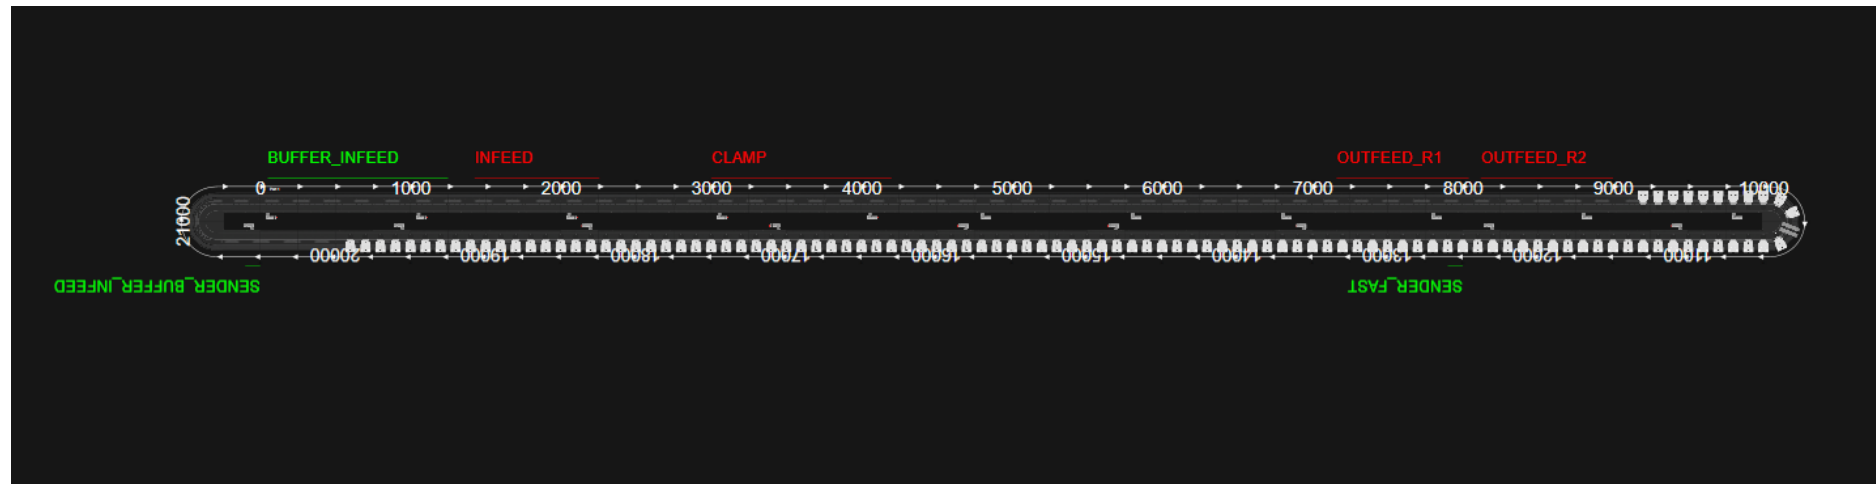 BUFFER_INFEED INFEED CLAMP OUTFEED_R1 OUTFEED_R2
0 1000 2000 3000 4000 5000 6000 7000 8000 9000 10000
21000
20000 19000 18000 17000 16000 15000 14000 13000 12000 11000
SENDER_BUFFER_INFEED SENDER_FAST